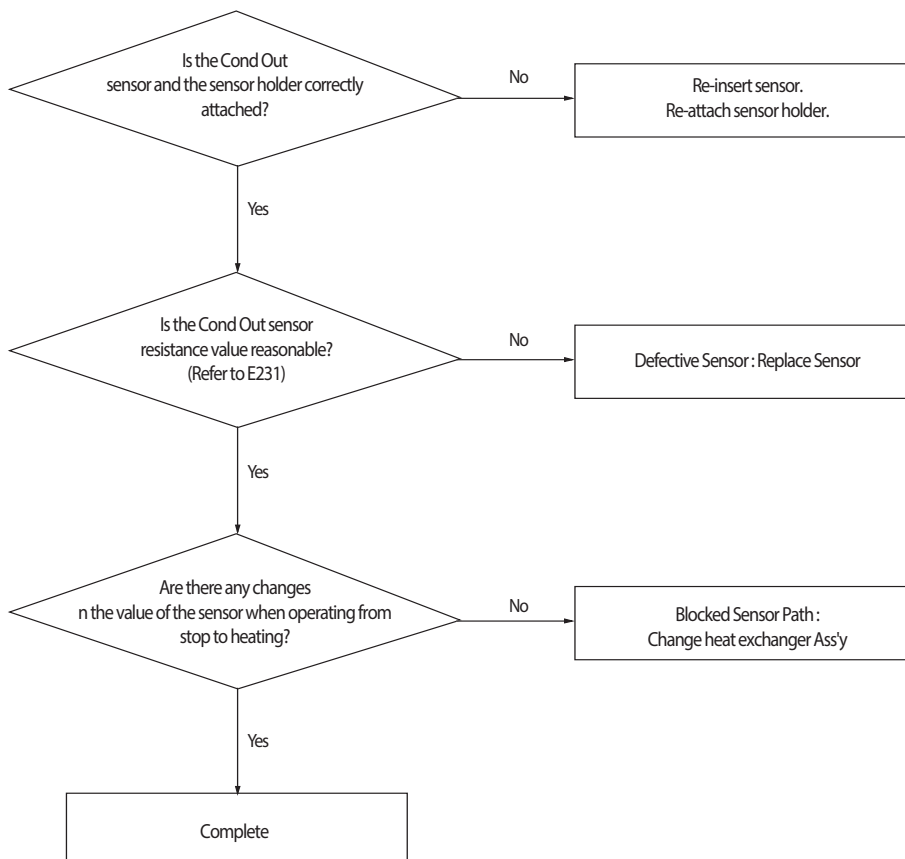 Is the Cond Out
sensor and the sensor holder correctly
attached?
No
Re-insert sensor.
Re-attach sensor holder.
Yes
Is the Cond Out sensor
resistance value reasonable?
(Refer to E231)
No
Defective Sensor : Replace Sensor
Yes
Are there any changes
n the value of the sensor when operating from
stop to heating?
No
Blocked Sensor Path :
Change heat exchanger Ass'y
Yes
Complete